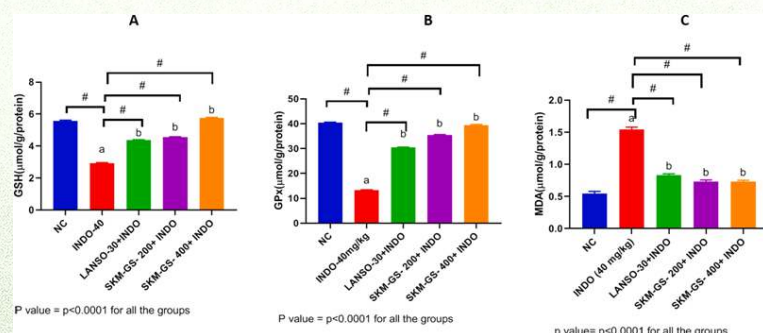 A
B
C
#
#
#
#
8
6
4
2
0
GSH(μmol/g/protein)
a
b
b
b
NC
INDO-40
LANSO-30+INDO
SKM-GS- 200+ INDO
SKM-GS- 400+ INDO
P value = p<0.0001 for all the groups
#
#
#
#
50
40
30
20
10
0
GPx(μmol/g/protein)
a
b
b
b
NC
INDO-40mg/kg
LANSO-30+INDO
SKM-GS- 200+ INDO
SKM-GS- 400+ INDO
P value = p<0.0001 for all the groups
#
#
#
#
2.0
1.5
1.0
0.5
0.0
MDA(μmol/g/protein)
a
b
b
b
NC
INDO (40 mg/kg)
LANSO-30+INDO
SKM-GS- 200+ INDO
SKM-GS- 400+ INDO
p value= p<0.0001 for all the groups